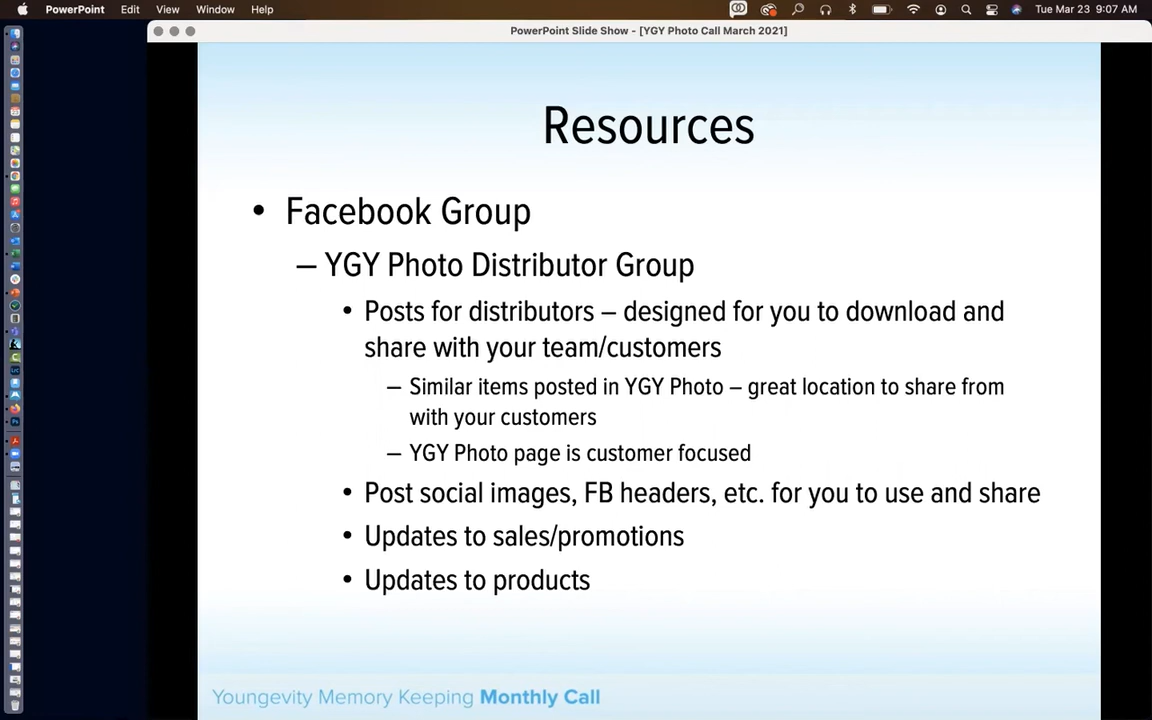 PowerPoint Edit View Window Help Tue Mar 23 9:07 AM
PowerPoint Slide Show - [YGY Photo Call March 2021]
Resources
• Facebook Group
– YGY Photo Distributor Group
• Posts for distributors – designed for you to download and
share with your team/customers
– Similar items posted in YGY Photo – great location to share from
with your customers
– YGY Photo page is customer focused
• Post social images, FB headers, etc. for you to use and share
• Updates to sales/promotions
• Updates to products
Youngevity Memory Keeping Monthly Call